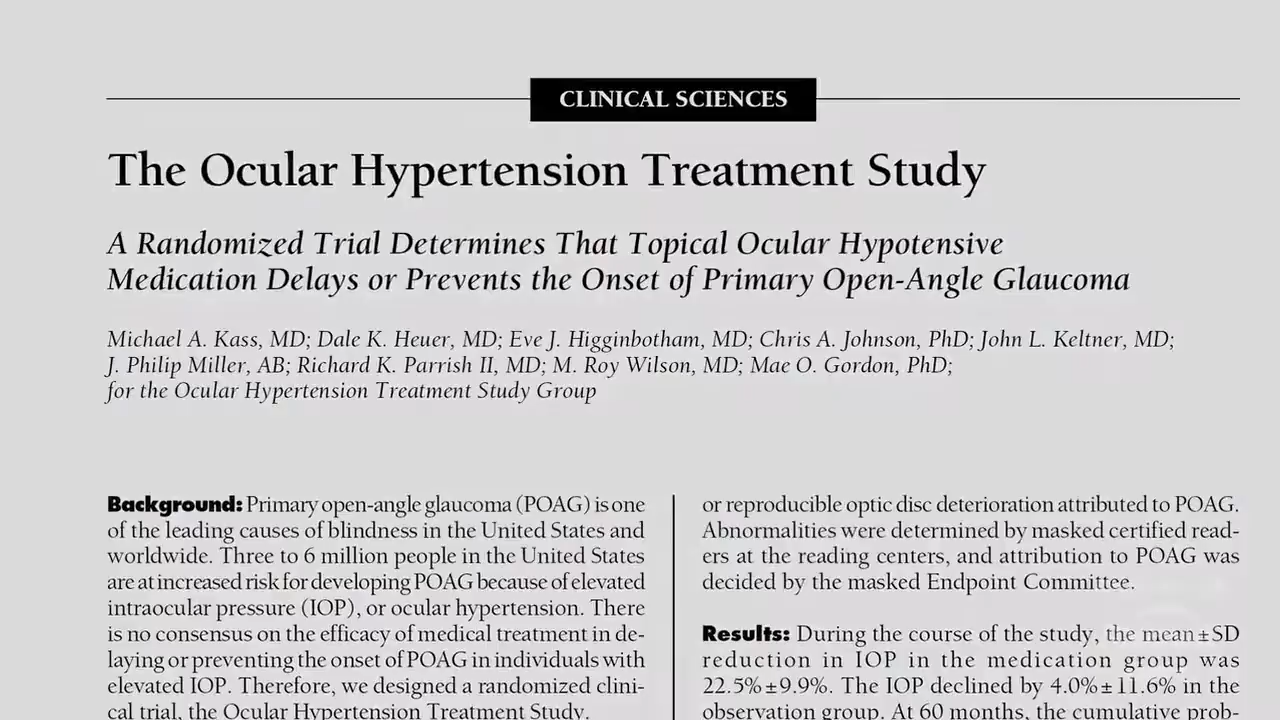 CLINICAL SCIENCES
The Ocular Hypertension Treatment Study
A Randomized Trial Determines That Topical Ocular Hypotensive
Medication Delays or Prevents the Onset of Primary Open-Angle Glaucoma
Michael A. Kass, MD; Dale K. Heuer, MD; Eve J. Higginbotham, MD; Chris A. Johnson, PhD; John L. Keltner, MD;
J. Philip Miller, AB; Richard K. Parrish II, MD; M. Roy Wilson, MD; Mae O. Gordon, PhD;
for the Ocular Hypertension Treatment Study Group
Background: Primary open-angle glaucoma (POAG) is one
of the leading causes of blindness in the United States and
worldwide. Three to 6 million people in the United States
are at increased risk for developing POAG because of elevated
intraocular pressure (IOP), or ocular hypertension. There
is no consensus on the efficacy of medical treatment in de-
laying or preventing the onset of POAG in individuals with
elevated IOP. Therefore, we designed a randomized clini-
cal trial, the Ocular Hypertension Treatment Study.
or reproducible optic disc deterioration attributed to POAG.
Abnormalities were determined by masked certified read-
ers at the reading centers, and attribution to POAG was
decided by the masked Endpoint Committee.
Results: During the course of the study, the mean±SD
reduction in IOP in the medication group was
22.5%±9.9%. The IOP declined by 4.0%±11.6% in the
observation group. At 60 months, the cumulative prob-